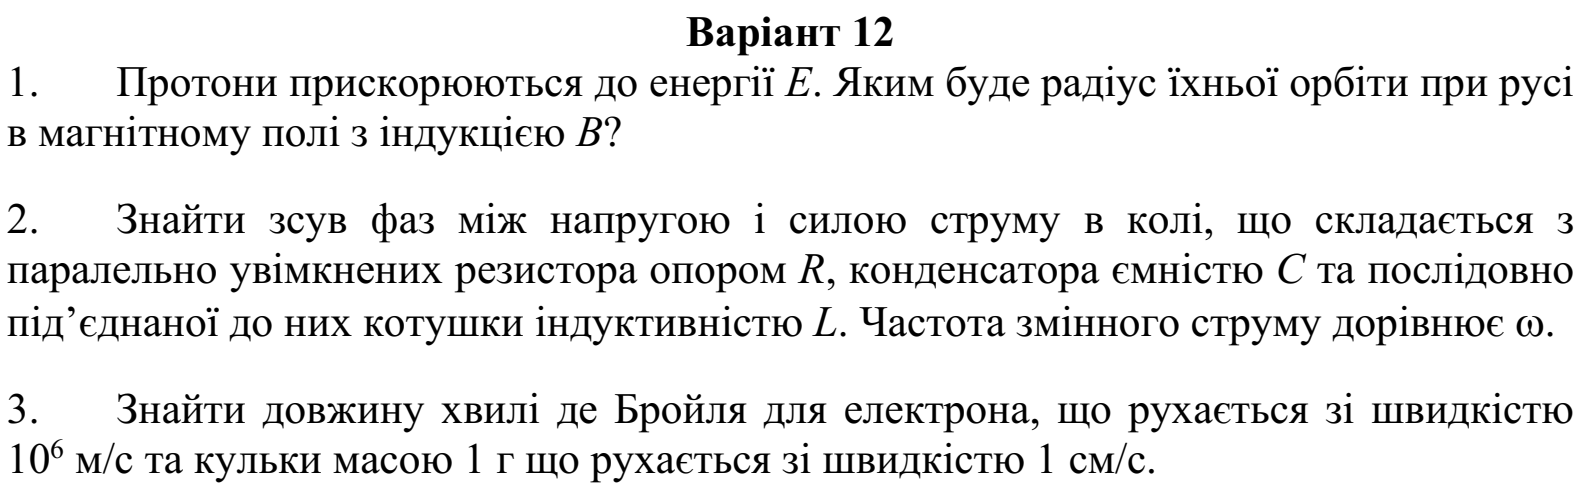 Варіант 12
1. Протони прискорюються до енергії E. Яким буде радіус їхньої орбіти при русі
в магнітному полі з індукцією B?
2. Знайти зсув фаз між напругою і силою струму в колі, що складається з
паралельно увімкнених резистора опором R, конденсатора ємністю C та послідовно
під’єднаної до них котушки індуктивністю L. Частота змінного струму дорівнює ω.
3. Знайти довжину хвилі де Бройля для електрона, що рухається зі швидкістю
10⁶ м/с та кульки масою 1 г що рухається зі швидкістю 1 см/с.